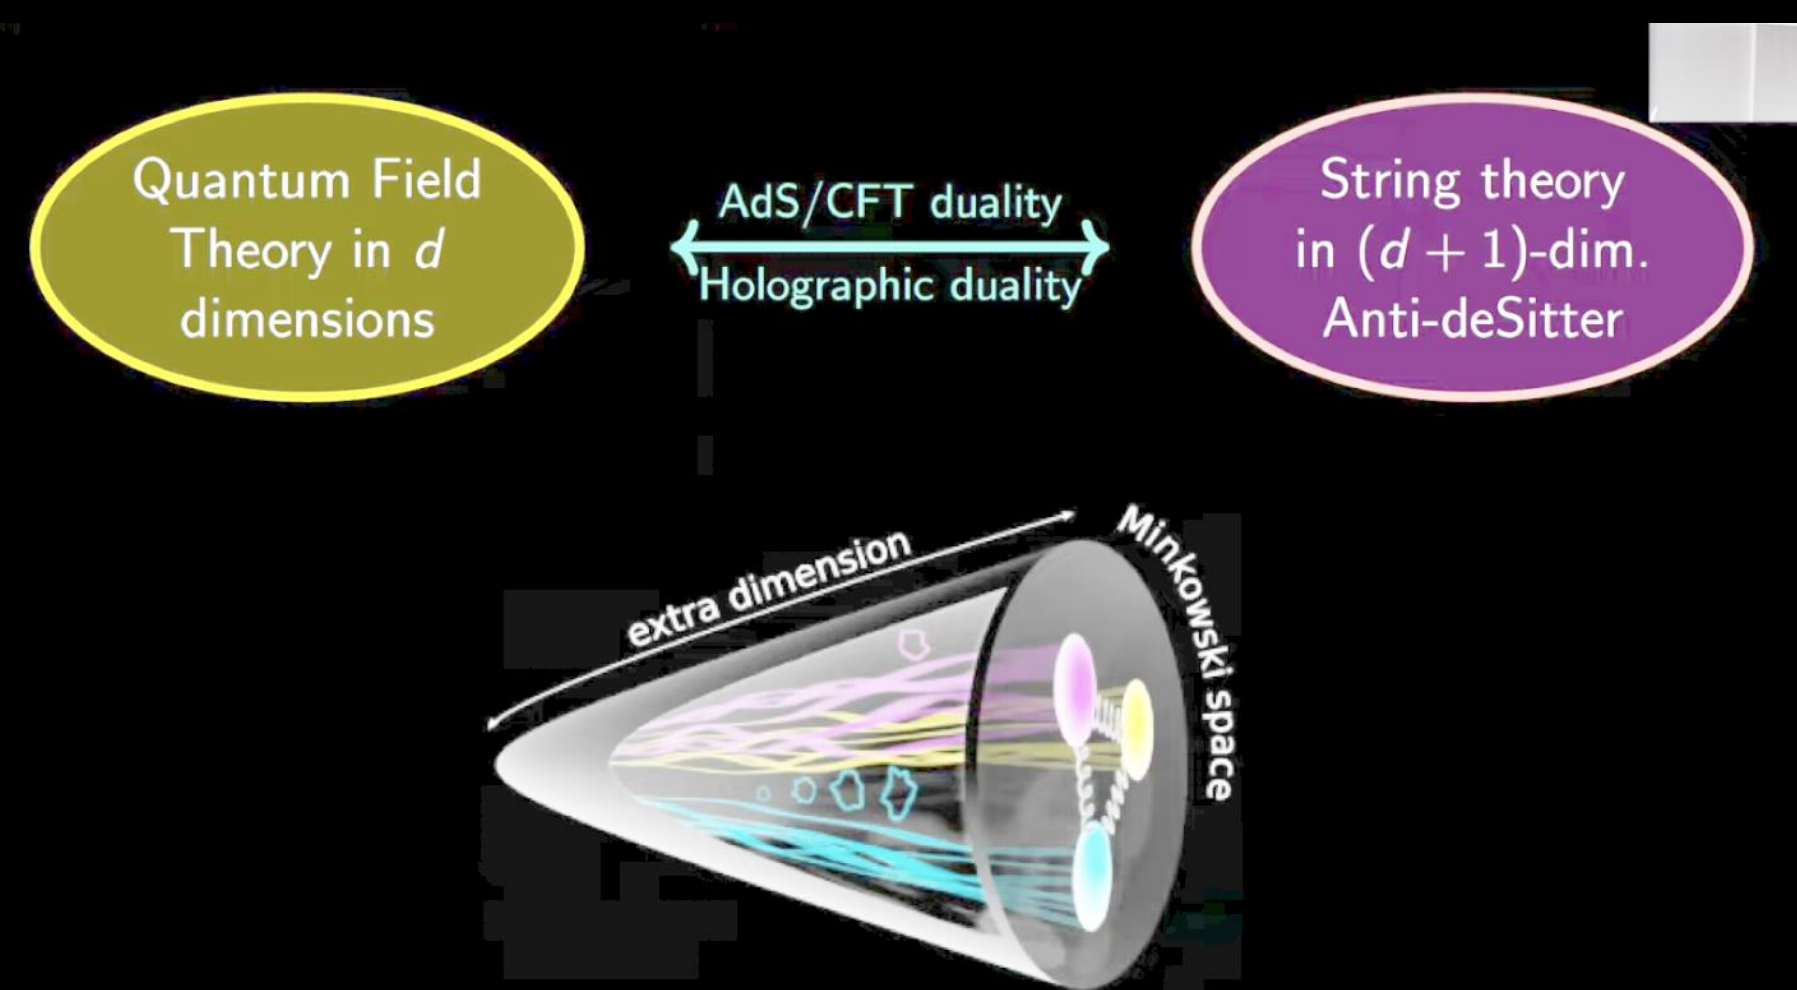 Quantum Field
Theory in d
dimensions
AdS/CFT duality
Holographic duality
String theory
in (d + 1)-dim.
Anti-deSitter
extra dimension
Minkowski space